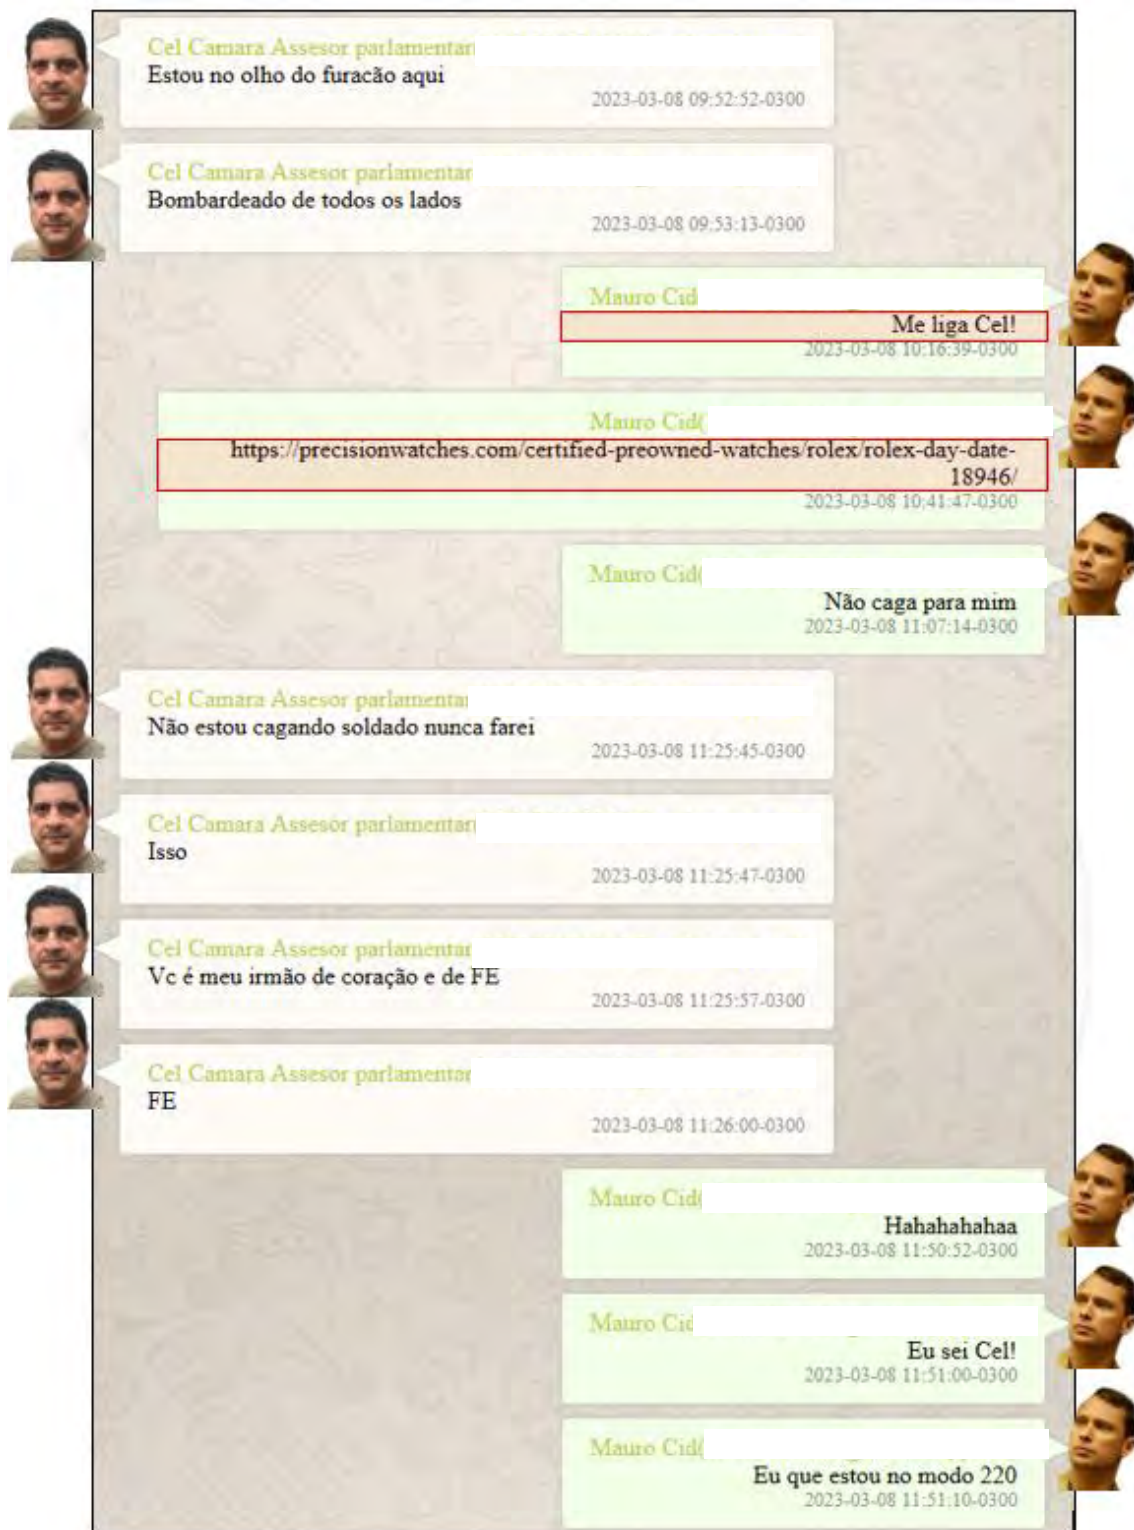 Cel Camara Assesor parlamentar
Estou no olho do furacão aqui
2023-03-08 09:52:52-0300
Cel Camara Assesor parlamentar
Bombardeado de todos os lados
2023-03-08 09:53:13-0300
Mauro Cid
Me liga Cel!
2023-03-08 10:16:39-0300
Mauro Cid(
https://precisionwatches.com/certified-preowned-watches/rolex/rolex-day-date-
18946/
2023-03-08 10:41:47-0300
Mauro Cid(
Não caga para mim
2023-03-08 11:07:14-0300
Cel Camara Assesor parlamentar
Não estou cagando soldado nunca farei
2023-03-08 11:25:45-0300
Cel Camara Assesor parlamentar
Isso
2023-03-08 11:25:47-0300
Cel Camara Assesor parlamentar
Vc é meu irmão de coração e de FE
2023-03-08 11:25:57-0300
Cel Camara Assesor parlamentar
FE
2023-03-08 11:26:00-0300
Mauro Cid(
Hahahahahaa
2023-03-08 11:50:52-0300
Mauro Cid
Eu sei Cel!
2023-03-08 11:51:00-0300
Mauro Cid(
Eu que estou no modo 220
2023-03-08 11:51:10-0300